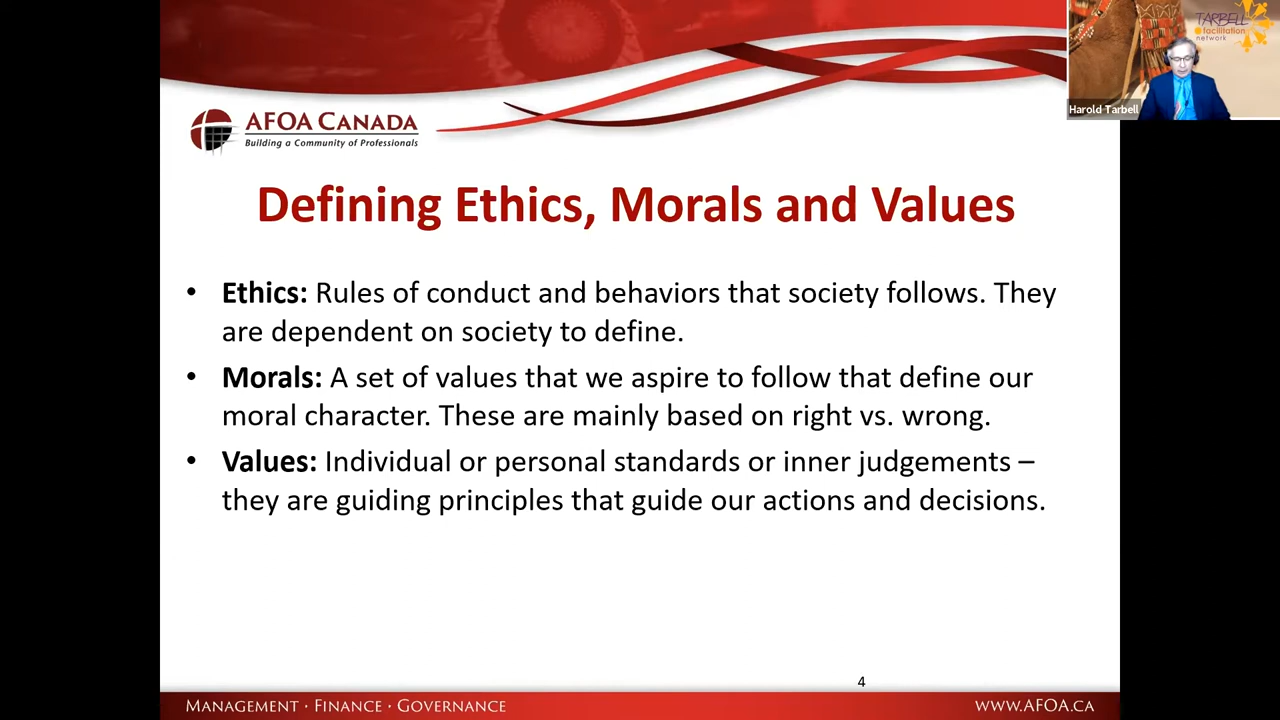 TARBELL
facilitation
network
Harold Tarbell
AFOA CANADA
Building a Community of Professionals
Defining Ethics, Morals and Values
• Ethics: Rules of conduct and behaviors that society follows. They
are dependent on society to define.
• Morals: A set of values that we aspire to follow that define our
moral character. These are mainly based on right vs. wrong.
• Values: Individual or personal standards or inner judgements –
they are guiding principles that guide our actions and decisions.
4
MANAGEMENT · FINANCE · GOVERNANCE
WWW.AFOA.CA